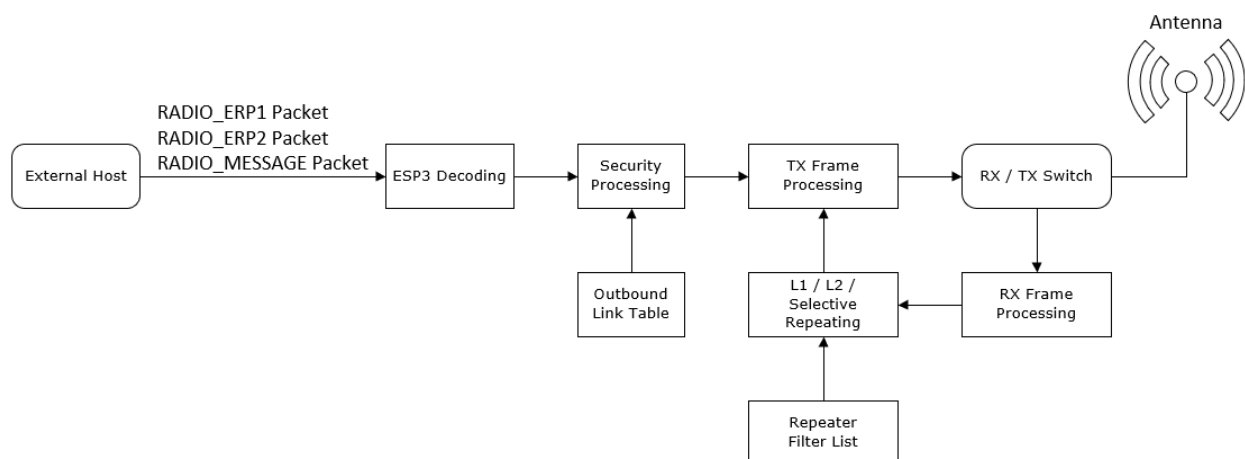 Antenna
RADIO_ERP1 Packet
RADIO_ERP2 Packet
RADIO_MESSAGE Packet
External Host
ESP3 Decoding
Security
Processing
TX Frame
Processing
RX / TX Switch
Outbound
Link Table
L1 / L2 /
Selective
Repeating
RX Frame
Processing
Repeater
Filter List